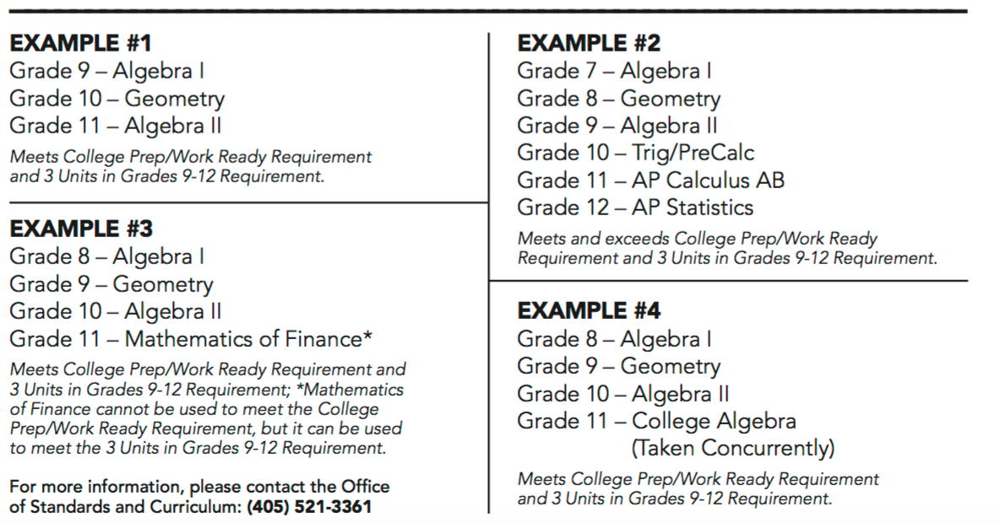 EXAMPLE #1
Grade 9 – Algebra I
Grade 10 – Geometry
Grade 11 – Algebra II
Meets College Prep/Work Ready Requirement
and 3 Units in Grades 9-12 Requirement.
EXAMPLE #2
Grade 7 – Algebra I
Grade 8 – Geometry
Grade 9 – Algebra II
Grade 10 – Trig/PreCalc
Grade 11 – AP Calculus AB
Grade 12 – AP Statistics
Meets and exceeds College Prep/Work Ready
Requirement and 3 Units in Grades 9-12 Requirement.
EXAMPLE #3
Grade 8 – Algebra I
Grade 9 – Geometry
Grade 10 – Algebra II
Grade 11 – Mathematics of Finance*
Meets College Prep/Work Ready Requirement and
3 Units in Grades 9-12 Requirement; *Mathematics
of Finance cannot be used to meet the College
Prep/Work Ready Requirement, but it can be used
to meet the 3 Units in Grades 9-12 Requirement.
For more information, please contact the Office
of Standards and Curriculum: (405) 521-3361
EXAMPLE #4
Grade 8 – Algebra I
Grade 9 – Geometry
Grade 10 – Algebra II
Grade 11 – College Algebra
(Taken Concurrently)
Meets College Prep/Work Ready Requirement
and 3 Units in Grades 9-12 Requirement.